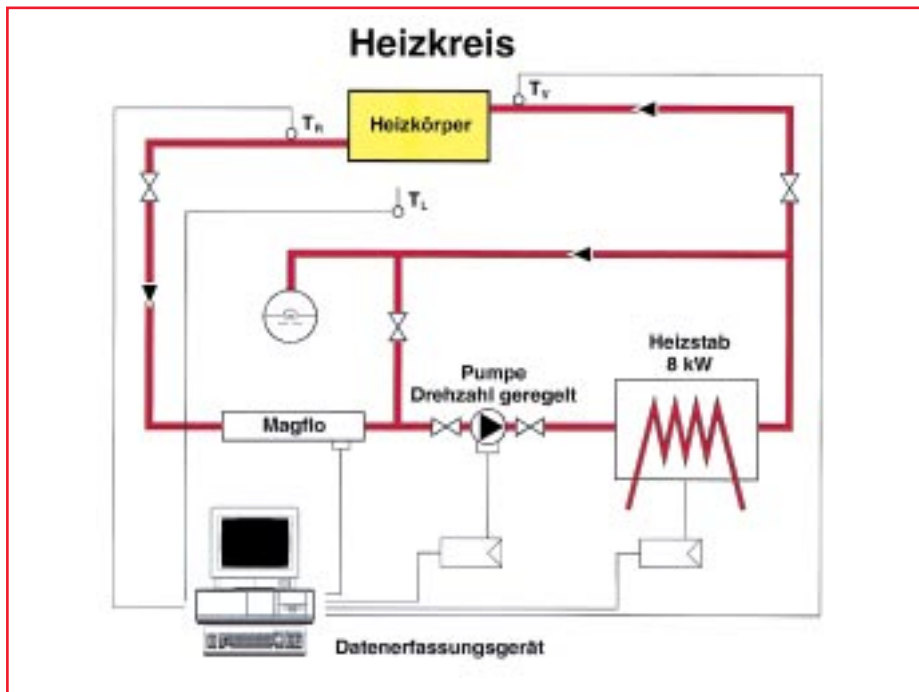 Heizkreis
T_V
T_R
Heizkörper
T_L
Heizstab
8 kW
Pumpe
Drehzahl geregelt
Magflo
Datenerfassungsgerät